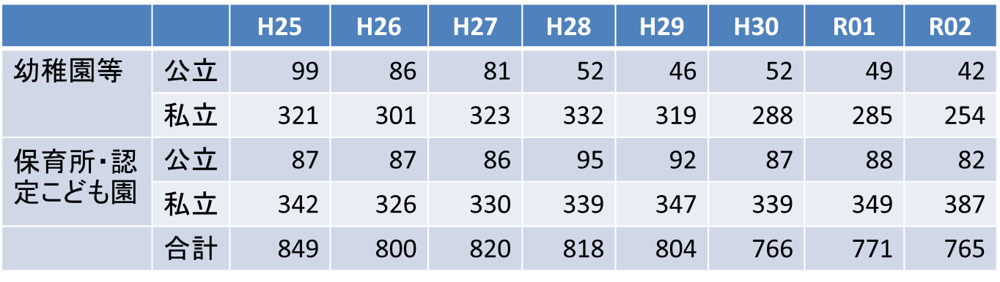 H25 H26 H27 H28 H29 H30 R01 R02
幼稚園等 公立 99 86 81 52 46 52 49 42
私立 321 301 323 332 319 288 285 254
保育所・認定こども園 公立 87 87 86 95 92 87 88 82
私立 342 326 330 339 347 339 349 387
合計 849 800 820 818 804 766 771 765